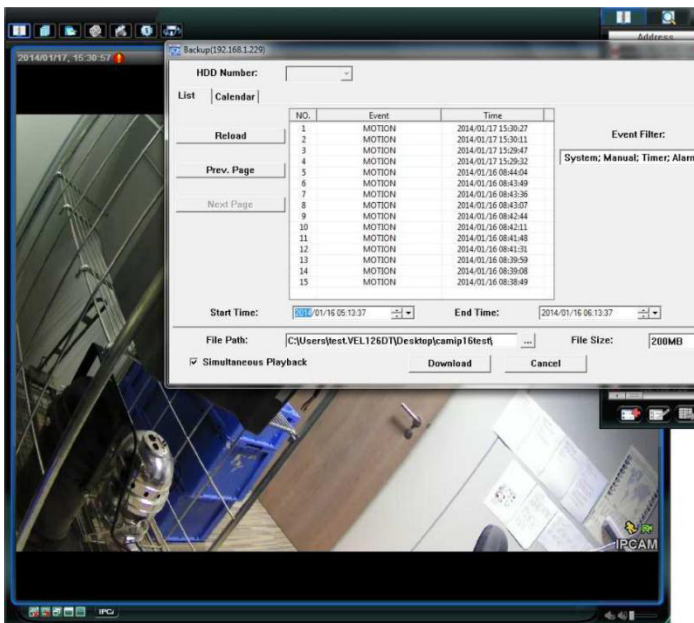 Address
2014/01/17, 15:30:57
Backup(192.168.1.229)
HDD Number:
List Calendar
NO. Event Time
1 MOTION 2014/01/17 15:30:27
2 MOTION 2014/01/17 15:30:11
3 MOTION 2014/01/17 15:29:47
4 MOTION 2014/01/17 15:29:32
5 MOTION 2014/01/16 08:44:04
6 MOTION 2014/01/16 08:43:49
7 MOTION 2014/01/16 08:43:36
8 MOTION 2014/01/16 08:43:07
9 MOTION 2014/01/16 08:42:44
10 MOTION 2014/01/16 08:42:11
11 MOTION 2014/01/16 08:41:48
12 MOTION 2014/01/16 08:41:31
13 MOTION 2014/01/16 08:39:59
14 MOTION 2014/01/16 08:39:08
15 MOTION 2014/01/16 08:38:49
Reload
Prev. Page
Next Page
Event Filter:
System; Manual; Timer; Alarm
Start Time: 2014/01/16 05:13:37 End Time: 2014/01/16 06:13:37
File Path: C:\Users\test.VEL126DT\Desktop\camip16test\ ... File Size: 200MB
Simultaneous Playback Download Cancel
IPCAM
IPC